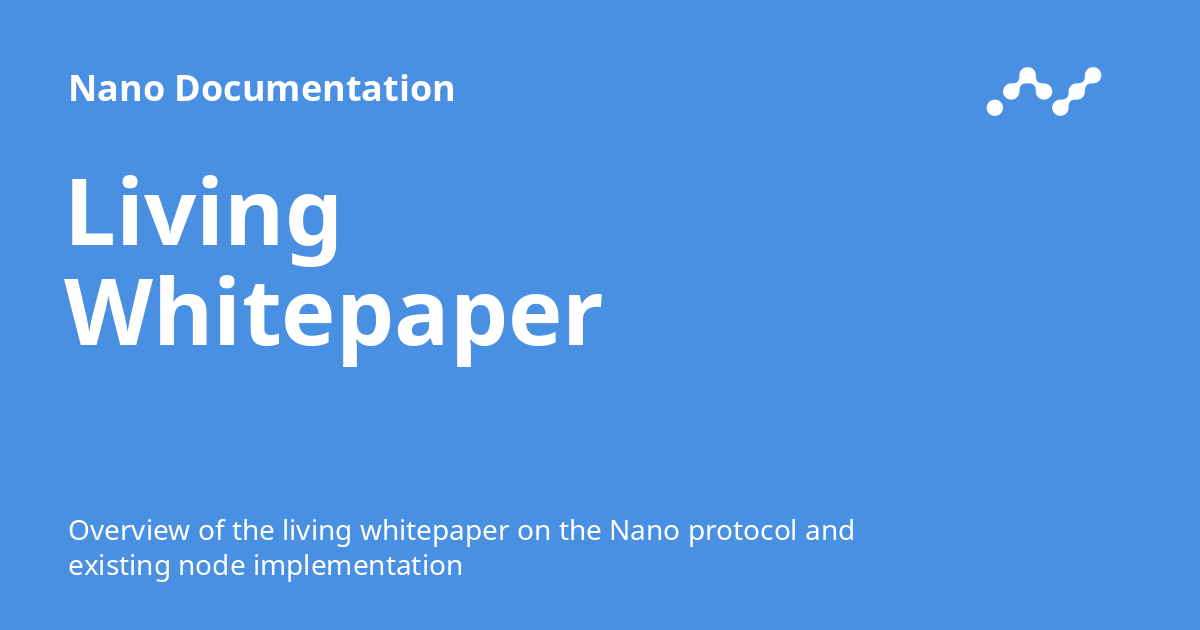 Nano Documentation
Living
Whitepaper
Overview of the living whitepaper on the Nano protocol and
existing node implementation